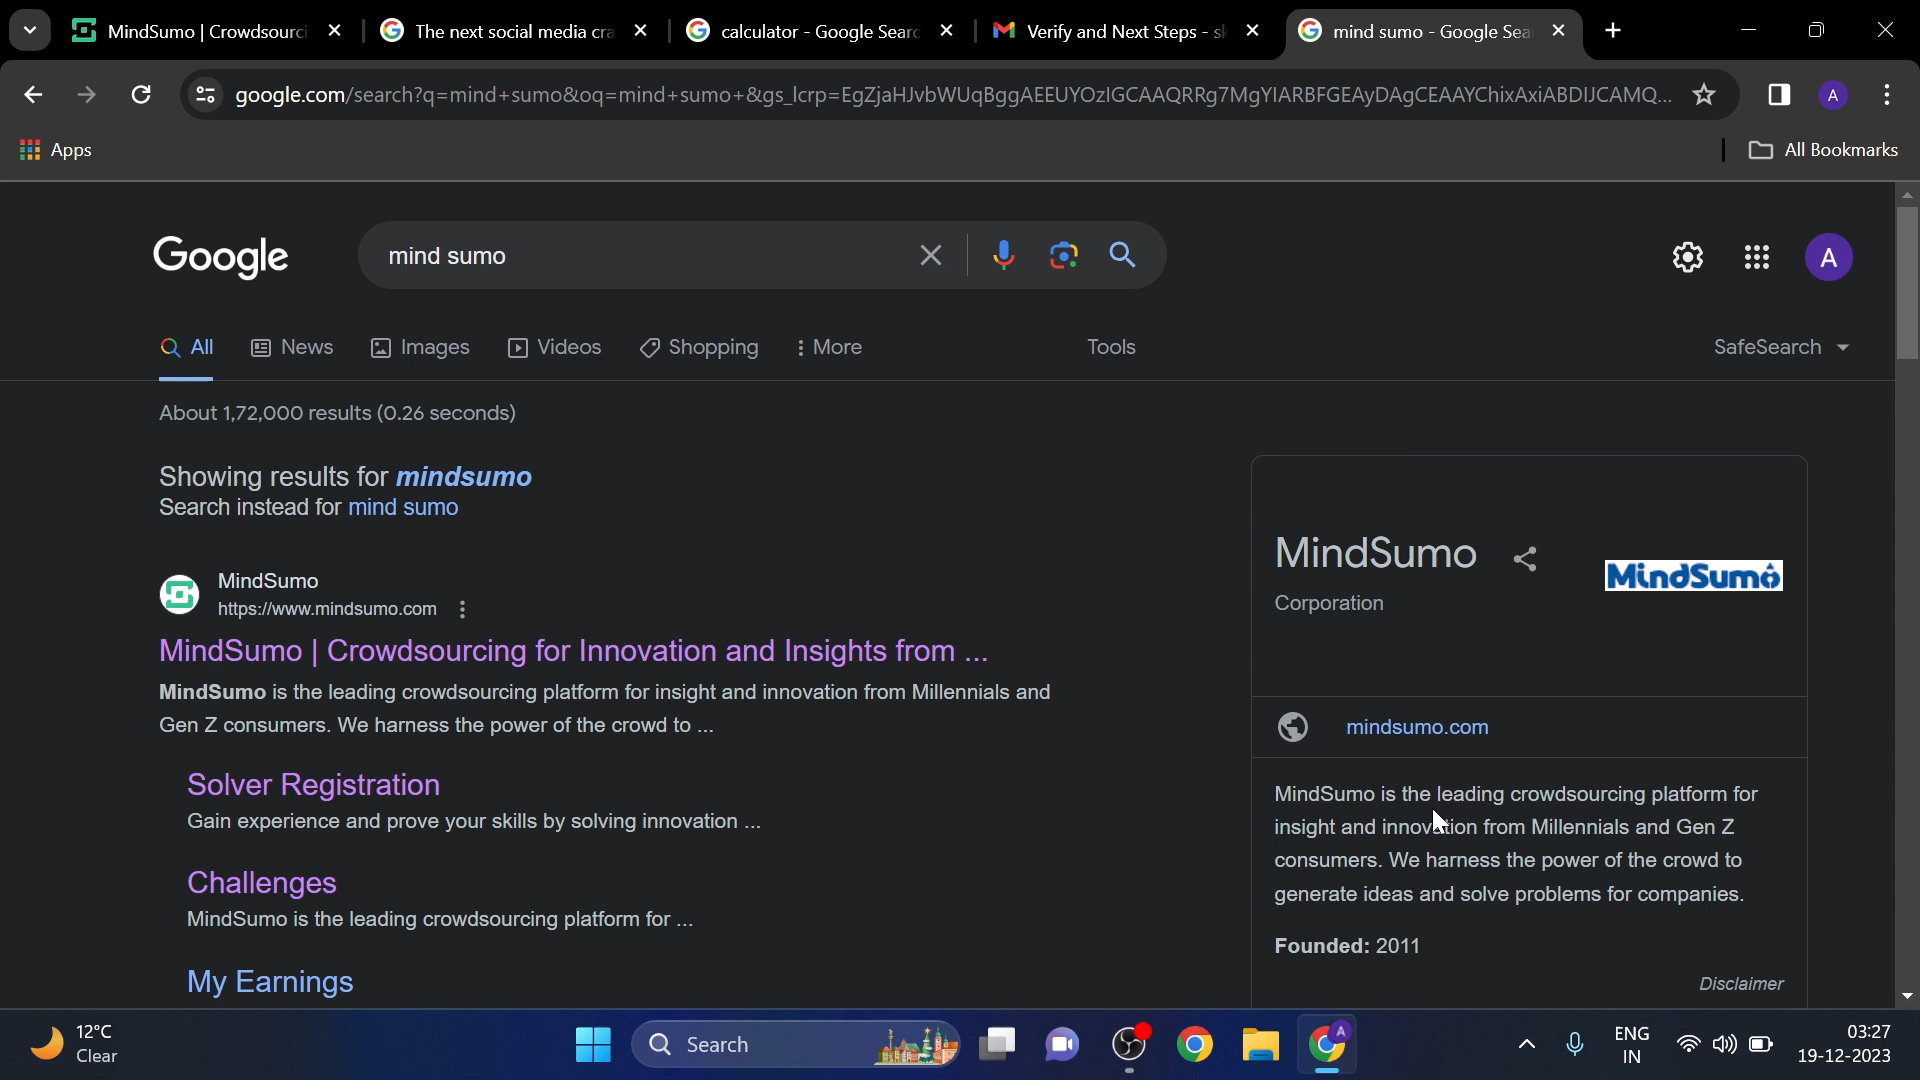 MindSumo | Crowdsourci
The next social media cra
calculator - Google Searc
Verify and Next Steps - sk
mind sumo - Google Sea
google.com/search?q=mind+sumo&oq=mind+sumo+&gs_lcrp=EgZjaHJvbWUqBggAEEUYOzIGCAAQRRg7MgYIARBFGEAyDAgCEAAYChixAxiABDIJCAMQ...
A
Apps
All Bookmarks
Google
mind sumo
A
All
News
Images
Videos
Shopping
More
Tools
SafeSearch
About 1,72,000 results (0.26 seconds)
Showing results for mindsumo
Search instead for mind sumo
MindSumo
https://www.mindsumo.com
MindSumo | Crowdsourcing for Innovation and Insights from ...
MindSumo is the leading crowdsourcing platform for insight and innovation from Millennials and
Gen Z consumers. We harness the power of the crowd to ...
Solver Registration
Gain experience and prove your skills by solving innovation ...
Challenges
MindSumo is the leading crowdsourcing platform for ...
My Earnings
MindSumo
Corporation
MindSumo
mindsumo.com
MindSumo is the leading crowdsourcing platform for
insight and innovation from Millennials and Gen Z
consumers. We harness the power of the crowd to
generate ideas and solve problems for companies.
Founded: 2011
Disclaimer
12°C
Clear
Search
A
ENG
IN
03:27
19-12-2023